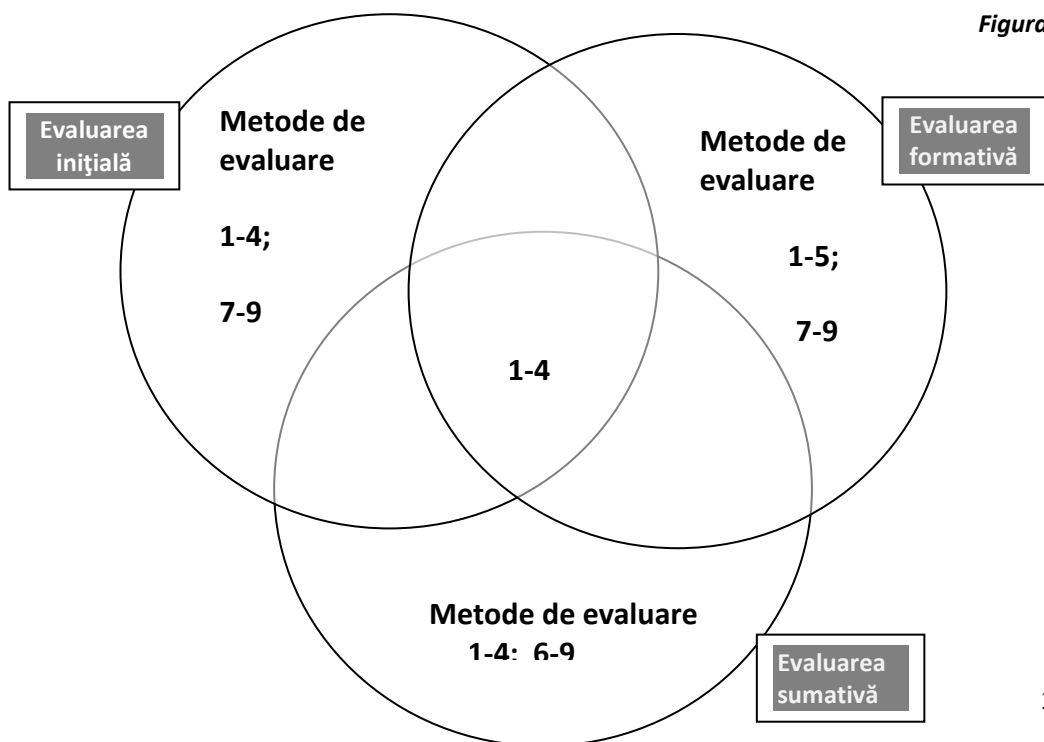 Figura
Evaluarea
iniţială
Metode de
evaluare
1-4;
7-9
Evaluarea
formativă
Metode de
evaluare
1-5;
7-9
1-4
Metode de evaluare
1-4; 6-9
Evaluarea
sumativă
1